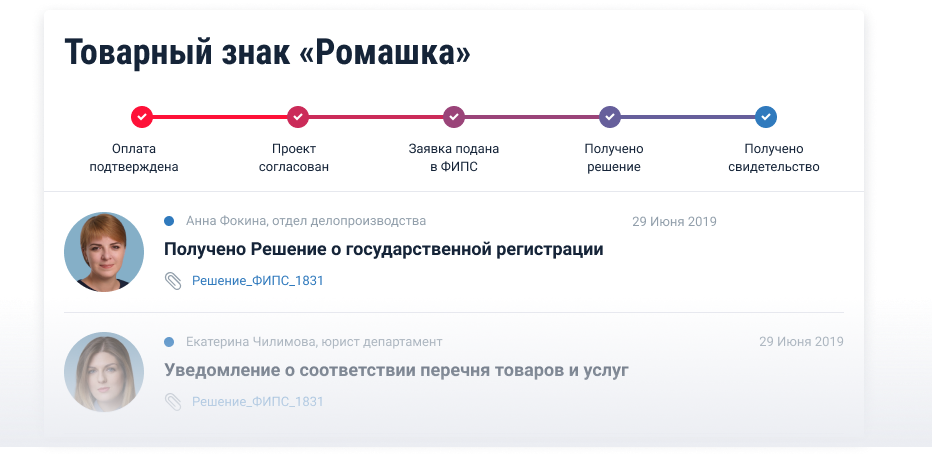 Товарный знак «Ромашка»
Оплата
подтверждена
Проект
согласован
Заявка подана
в ФИПС
Получено
решение
Получено
свидетельство
Анна Фокина, отдел делопроизводства
29 Июня 2019
Получено Решение о государственной регистрации
Решение_ФИПС_1831
Екатерина Чилимова, юрист департамент
29 Июня 2019
Уведомление о соответствии перечня товаров и услуг
Решение_ФИПС_1831